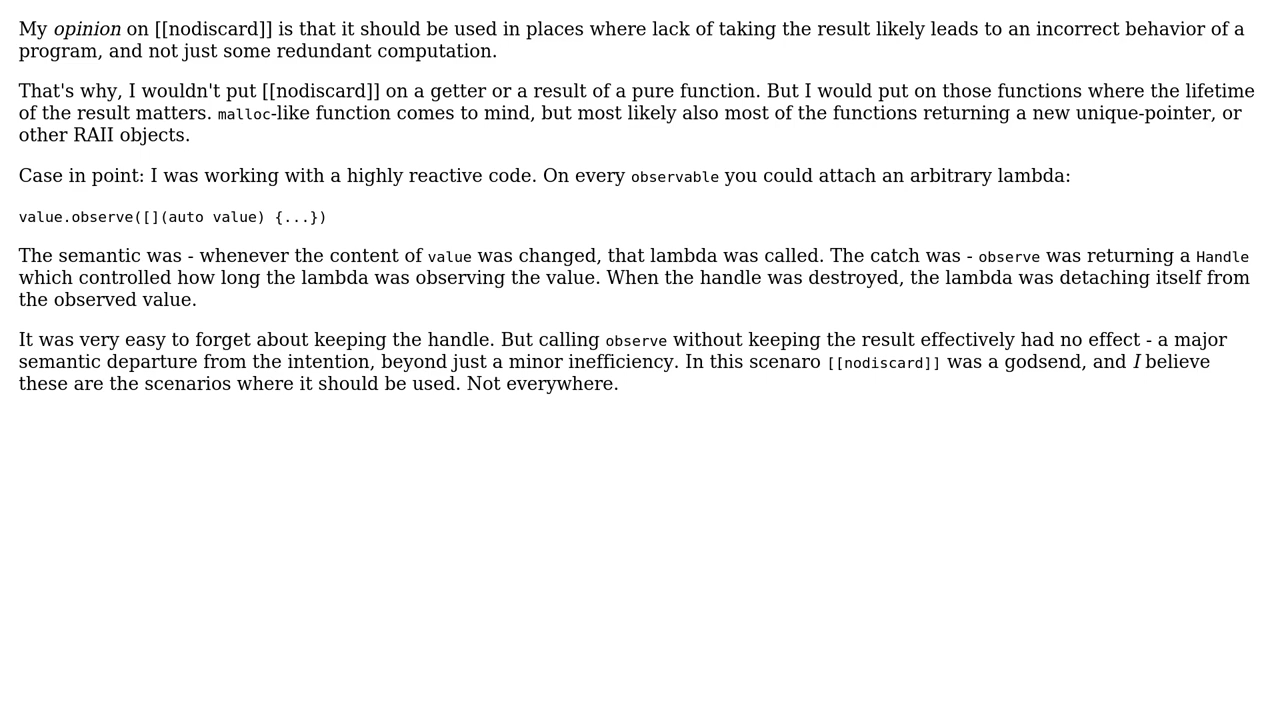 My opinion on [[nodiscard]] is that it should be used in places where lack of taking the result likely leads to an incorrect behavior of a
program, and not just some redundant computation.
That's why, I wouldn't put [[nodiscard]] on a getter or a result of a pure function. But I would put on those functions where the lifetime
of the result matters. malloc-like function comes to mind, but most likely also most of the functions returning a new unique-pointer, or
other RAII objects.
Case in point: I was working with a highly reactive code. On every observable you could attach an arbitrary lambda:
value.observe([](auto value) {...})
The semantic was - whenever the content of value was changed, that lambda was called. The catch was - observe was returning a Handle
which controlled how long the lambda was observing the value. When the handle was destroyed, the lambda was detaching itself from
the observed value.
It was very easy to forget about keeping the handle. But calling observe without keeping the result effectively had no effect - a major
semantic departure from the intention, beyond just a minor inefficiency. In this scenaro [[nodiscard]] was a godsend, and I believe
these are the scenarios where it should be used. Not everywhere.